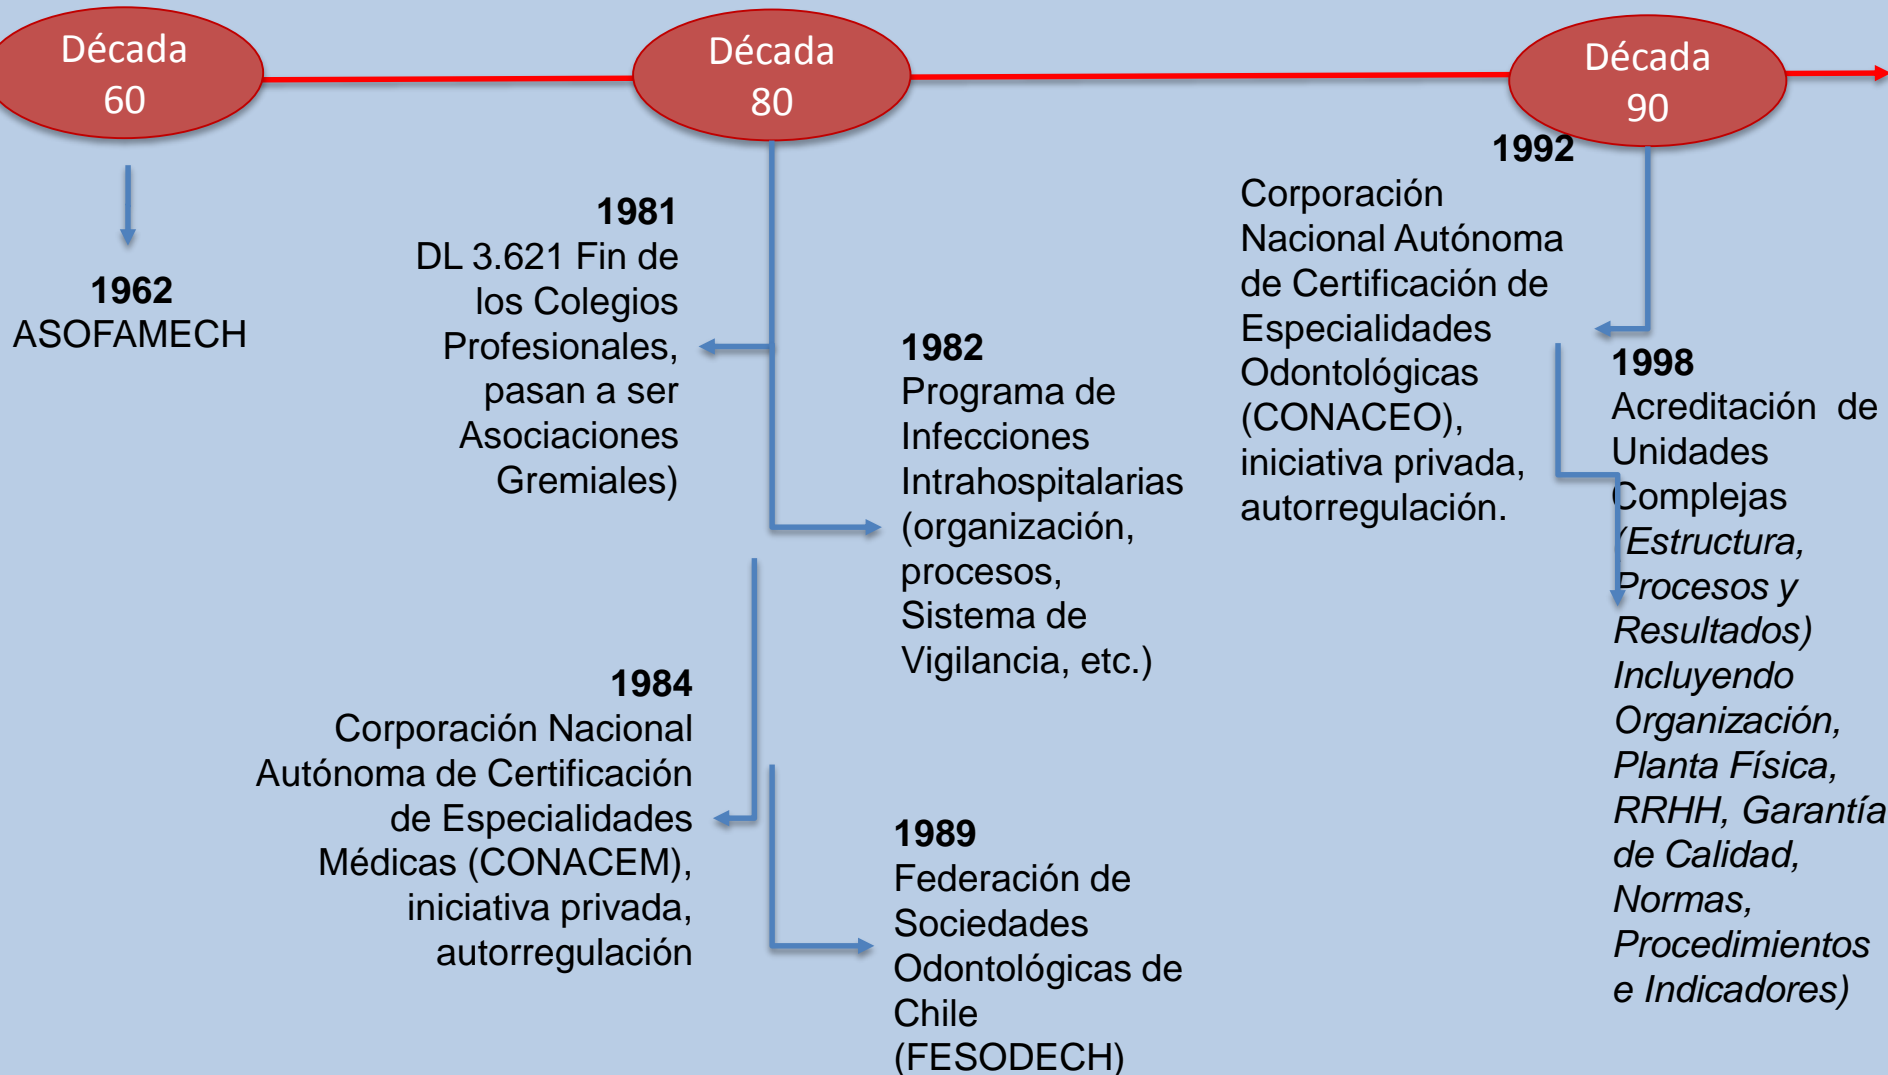 Década
60
Década
80
Década
90
1962
ASOFAMECH
1981
DL 3.621 Fin de
los Colegios
Profesionales,
pasan a ser
Asociaciones
Gremiales)
1982
Programa de
Infecciones
Intrahospitalarias
(organización,
procesos,
Sistema de
Vigilancia, etc.)
1984
Corporación Nacional
Autónoma de Certificación
de Especialidades
Médicas (CONACEM),
iniciativa privada,
autorregulación
1989
Federación de
Sociedades
Odontológicas de
Chile
(FESODECH)
1992
Corporación
Nacional Autónoma
de Certificación de
Especialidades
Odontológicas
(CONACEO),
iniciativa privada,
autorregulación.
1998
Acreditación de
Unidades
Complejas
(Estructura,
Procesos y
Resultados)
Incluyendo
Organización,
Planta Física,
RRHH, Garantía
de Calidad,
Normas,
Procedimientos
e Indicadores)